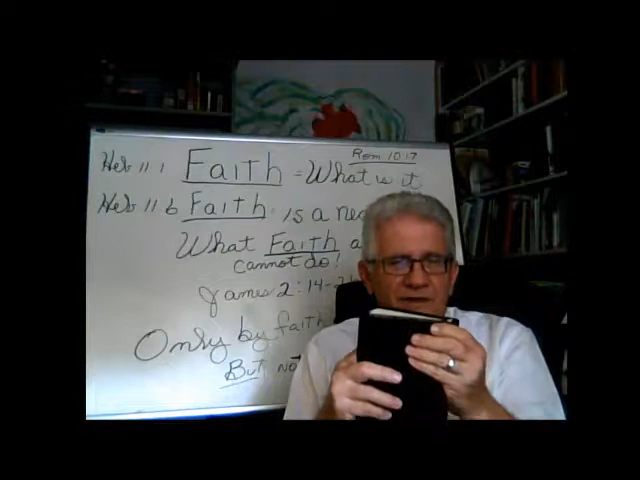 Heb 11 1 Faith = What is it
Rom 10:17
Heb 11 6 Faith is a
What Faith
cannot do!
James 2:14-2
Only by faith
But no